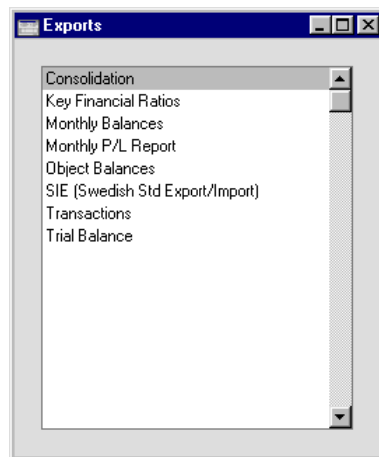 Exports
Consolidation
Key Financial Ratios
Monthly Balances
Monthly P/L Report
Object Balances
SIE (Swedish Std Export/Import)
Transactions
Trial Balance